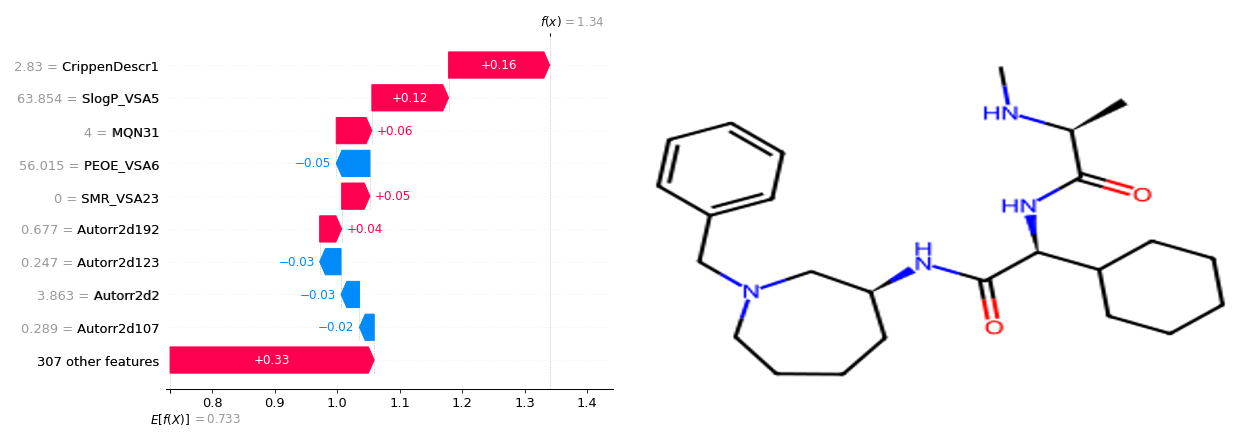 f(x) = 1.34
2.83 = CrippenDescr1
+0.16
63.854 = SlogP_VSA5
+0.12
4 = MQN31
+0.06
56.015 = PEOE_VSA6
−0.05
0 = SMR_VSA23
+0.05
0.677 = Autorr2d192
+0.04
0.247 = Autorr2d123
−0.03
3.863 = Autorr2d2
−0.03
0.289 = Autorr2d107
−0.02
307 other features
+0.33
0.8 0.9 1.0 1.1 1.2 1.3 1.4
E[f(X)] = 0.733
HN
O
HN
H
N
N
O